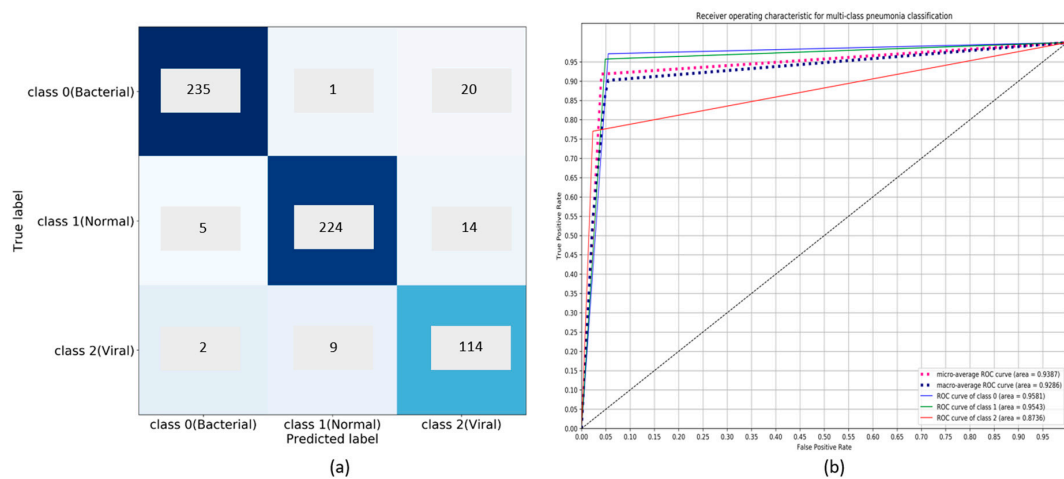 True label
class 0(Bacterial)
class 1(Normal)
class 2(Viral)
235 1 20
5 224 14
2 9 114
class 0(Bacterial) class 1(Normal) class 2(Viral)
Predicted label
(a)
Receiver operating characteristic for multi-class pneumonia classification
True Positive Rate
0.95
0.90
0.85
0.80
0.75
0.70
0.65
0.60
0.55
0.50
0.45
0.40
0.35
0.30
0.25
0.20
0.15
0.10
0.05
0.00
micro-average ROC curve (area = 0.9387)
macro-average ROC curve (area = 0.9286)
ROC curve of class 0 (area = 0.9581)
ROC curve of class 1 (area = 0.9543)
ROC curve of class 2 (area = 0.8736)
0.00 0.05 0.10 0.15 0.20 0.25 0.30 0.35 0.40 0.45 0.50 0.55 0.60 0.65 0.70 0.75 0.80 0.85 0.90 0.95
False Positive Rate
(b)